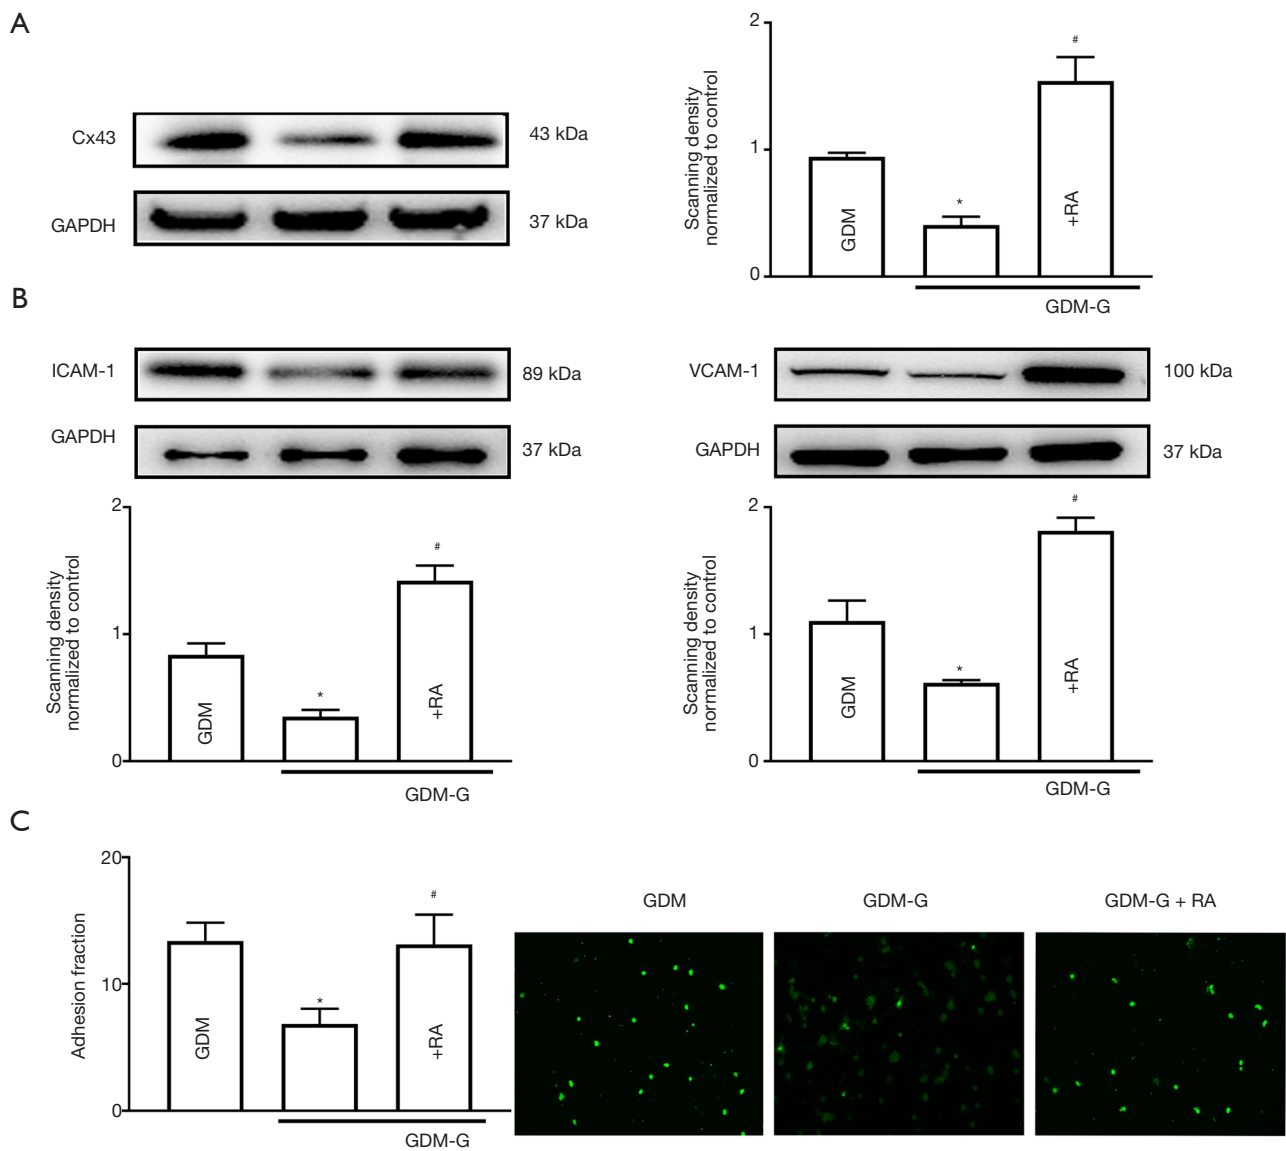 A
Cx43
43 kDa
GAPDH
37 kDa
Scanning density
normalized to control
2
1
0
GDM
*
#
+RA
GDM-G
B
ICAM-1
89 kDa
GAPDH
37 kDa
Scanning density
normalized to control
2
1
0
GDM
*
#
+RA
GDM-G
VCAM-1
100 kDa
GAPDH
37 kDa
Scanning density
normalized to control
2
1
0
GDM
*
#
+RA
GDM-G
C
Adhesion fraction
20
10
0
GDM
*
#
+RA
GDM-G
GDM
GDM-G
GDM-G + RA